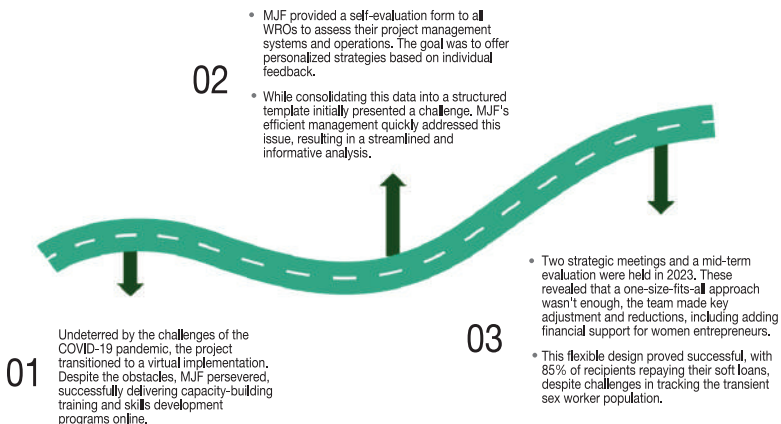 01
Undeterred by the challenges of the
COVID-19 pandemic, the project
transitioned to a virtual implementation.
Despite the obstacles, MJF persevered,
successfully delivering capacity-building
training and skills development
programs online.
02
• MJF provided a self-evaluation form to all
WROs to assess their project management
systems and operations. The goal was to offer
personalized strategies based on individual
feedback.
• While consolidating this data into a structured
template initially presented a challenge. MJF's
efficient management quickly addressed this
issue, resulting in a streamlined and
informative analysis.
03
• Two strategic meetings and a mid-term
evaluation were held in 2023. These
revealed that a one-size-fits-all approach
wasn't enough, the team made key
adjustment and reductions, including adding
financial support for women entrepreneurs.
• This flexible design proved successful, with
85% of recipients repaying their soft loans,
despite challenges in tracking the transient
sex worker population.